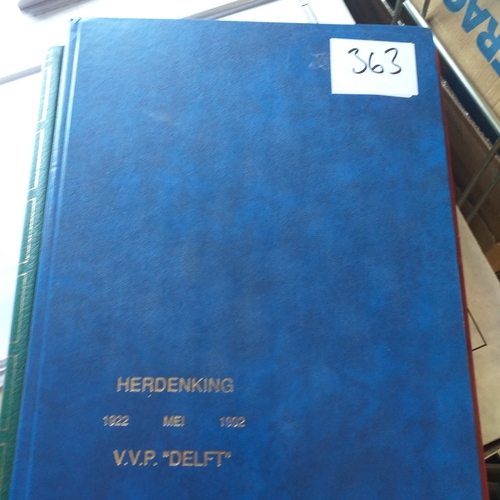 363
HERDENKING
1922 MEI 1992
V.V.P. "DELFT"